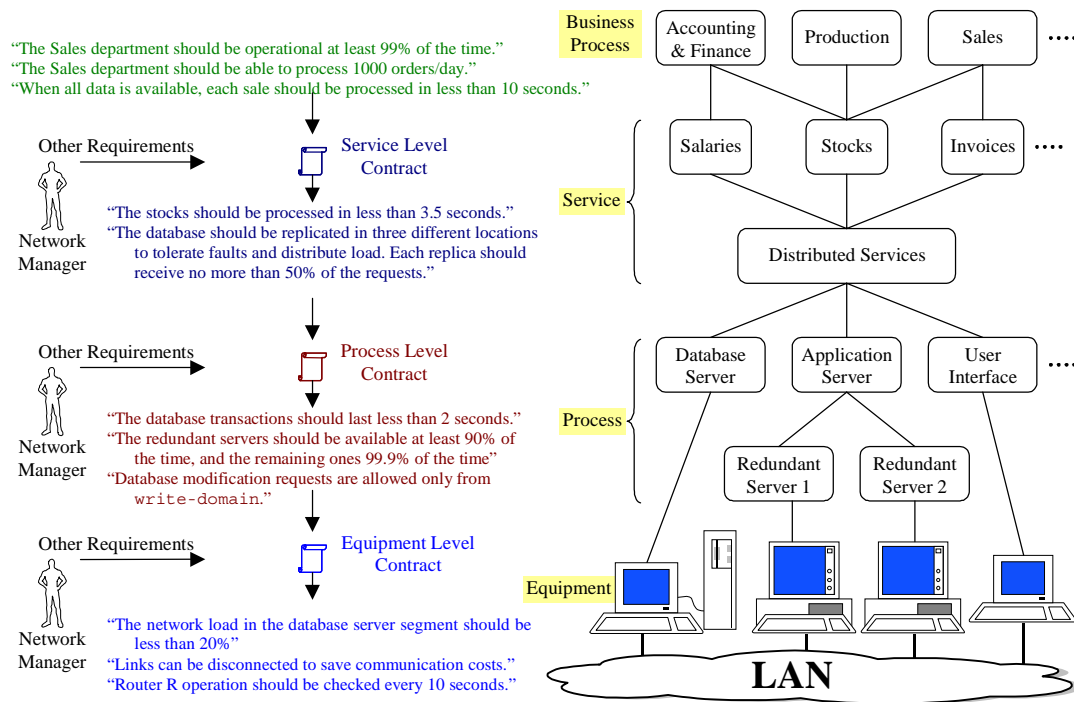 “The Sales department should be operational at least 99% of the time.”
“The Sales department should be able to process 1000 orders/day.”
“When all data is available, each sale should be processed in less than 10 seconds.”
Other Requirements
Service Level
Contract
Network
Manager
“The stocks should be processed in less than 3.5 seconds.”
“The database should be replicated in three different locations
to tolerate faults and distribute load. Each replica should
receive no more than 50% of the requests.”
Other Requirements
Process Level
Contract
Network
Manager
“The database transactions should last less than 2 seconds.”
“The redundant servers should be available at least 90% of
the time, and the remaining ones 99.9% of the time”
“Database modification requests are allowed only from
write-domain.”
Other Requirements
Equipment Level
Contract
Network
Manager
“The network load in the database server segment should be
less than 20%”
“Links can be disconnected to save communication costs.”
“Router R operation should be checked every 10 seconds.”
Business
Process
Accounting
& Finance
Production
Sales
....
Service
Salaries
Stocks
Invoices
....
Distributed Services
Process
Database
Server
Application
Server
User
Interface
....
Redundant
Server 1
Redundant
Server 2
Equipment
LAN